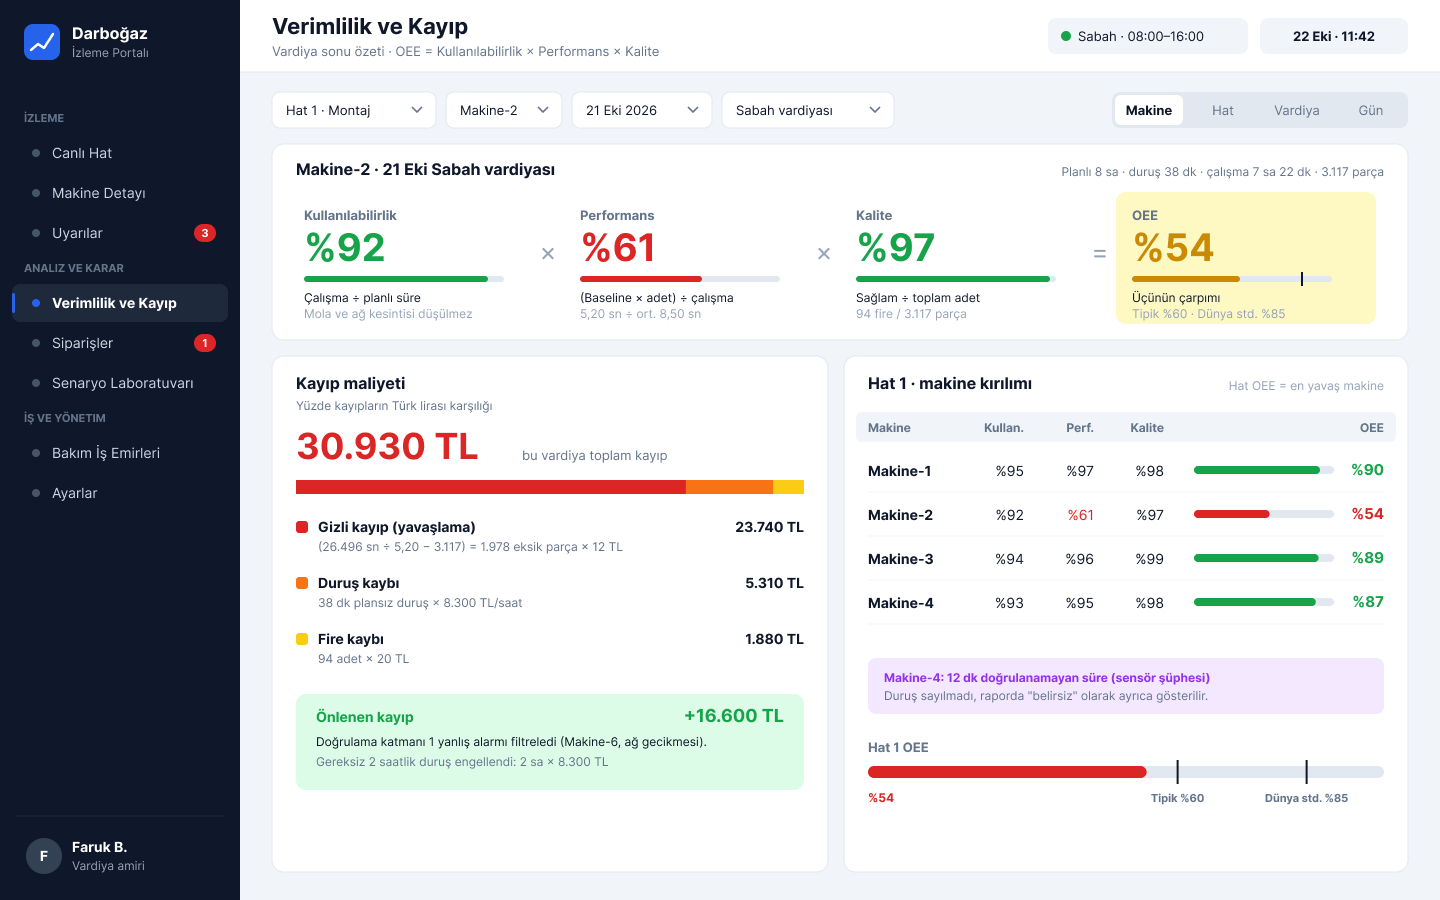 Darboğaz
İzleme Portalı
İZLEME
Canlı Hat
Makine Detayı
Uyarılar 3
ANALIZ VE KARAR
Verimlilik ve Kayıp
Siparişler 1
Senaryo Laboratuvarı
İŞ VE YÖNETIM
Bakım İş Emirleri
Ayarlar
F
Faruk B.
Vardiya amiri
Verimlilik ve Kayıp
Vardiya sonu özeti · OEE = Kullanılabilirlik × Performans × Kalite
Sabah · 08:00–16:00
22 Eki · 11:42
Hat 1 · Montaj
Makine-2
21 Eki 2026
Sabah vardiyası
Makine Hat Vardiya Gün
Makine-2 · 21 Eki Sabah vardiyası
Planlı 8 sa · duruş 38 dk · çalışma 7 sa 22 dk · 3.117 parça
Kullanılabilirlik
%92
Çalışma ÷ planlı süre
Mola ve ağ kesintisi düşülmez
×
Performans
%61
(Baseline × adet) ÷ çalışma
5,20 sn ÷ ort. 8,50 sn
×
Kalite
%97
Sağlam ÷ toplam adet
94 fire / 3.117 parça
=
OEE
%54
Üçünün çarpımı
Tipik %60 · Dünya std. %85
Kayıp maliyeti
Yüzde kayıpların Türk lirası karşılığı
30.930 TL bu vardiya toplam kayıp
Gizli kayıp (yavaşlama) 23.740 TL
(26.496 sn ÷ 5,20 − 3.117) = 1.978 eksik parça × 12 TL
Duruş kaybı 5.310 TL
38 dk plansız duruş × 8.300 TL/saat
Fire kaybı 1.880 TL
94 adet × 20 TL
Önlenen kayıp +16.600 TL
Doğrulama katmanı 1 yanlış alarmı filtreledi (Makine-6, ağ gecikmesi).
Gereksiz 2 saatlik duruş engellendi: 2 sa × 8.300 TL
Hat 1 · makine kırılımı
Hat OEE = en yavaş makine
Makine Kullan. Perf. Kalite OEE
Makine-1 %95 %97 %98 %90
Makine-2 %92 %61 %97 %54
Makine-3 %94 %96 %99 %89
Makine-4 %93 %95 %98 %87
Makine-4: 12 dk doğrulanamayan süre (sensör şüphesi)
Duruş sayılmadı, raporda "belirsiz" olarak ayrıca gösterilir.
Hat 1 OEE
%54 Tipik %60 Dünya std. %85